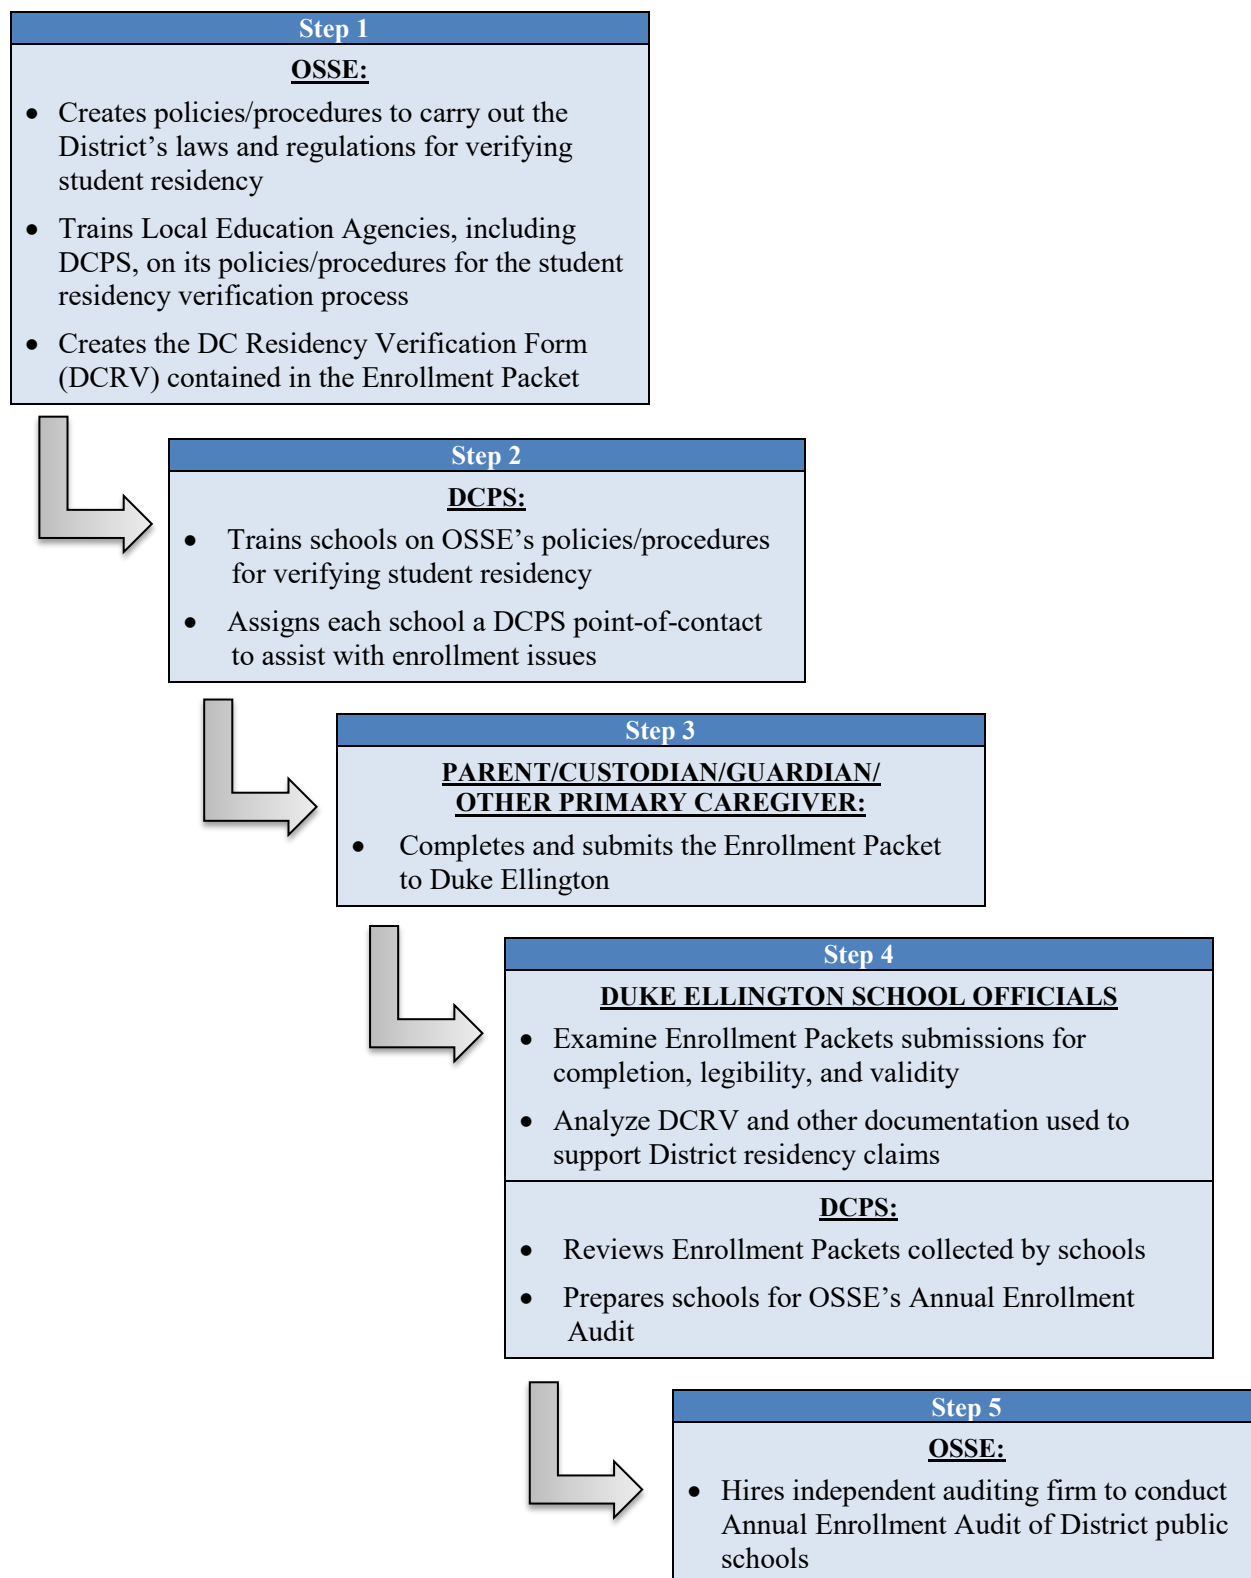 Step 1
OSSE:
• Creates policies/procedures to carry out the
District’s laws and regulations for verifying
student residency
• Trains Local Education Agencies, including
DCPS, on its policies/procedures for the student
residency verification process
• Creates the DC Residency Verification Form
(DCRV) contained in the Enrollment Packet
Step 2
DCPS:
• Trains schools on OSSE’s policies/procedures
for verifying student residency
• Assigns each school a DCPS point-of-contact
to assist with enrollment issues
Step 3
PARENT/CUSTODIAN/GUARDIAN/
OTHER PRIMARY CAREGIVER:
• Completes and submits the Enrollment Packet
to Duke Ellington
Step 4
DUKE ELLINGTON SCHOOL OFFICIALS
• Examine Enrollment Packets submissions for
completion, legibility, and validity
• Analyze DCRV and other documentation used to
support District residency claims
DCPS:
• Reviews Enrollment Packets collected by schools
• Prepares schools for OSSE’s Annual Enrollment
Audit
Step 5
OSSE:
• Hires independent auditing firm to conduct
Annual Enrollment Audit of District public
schools